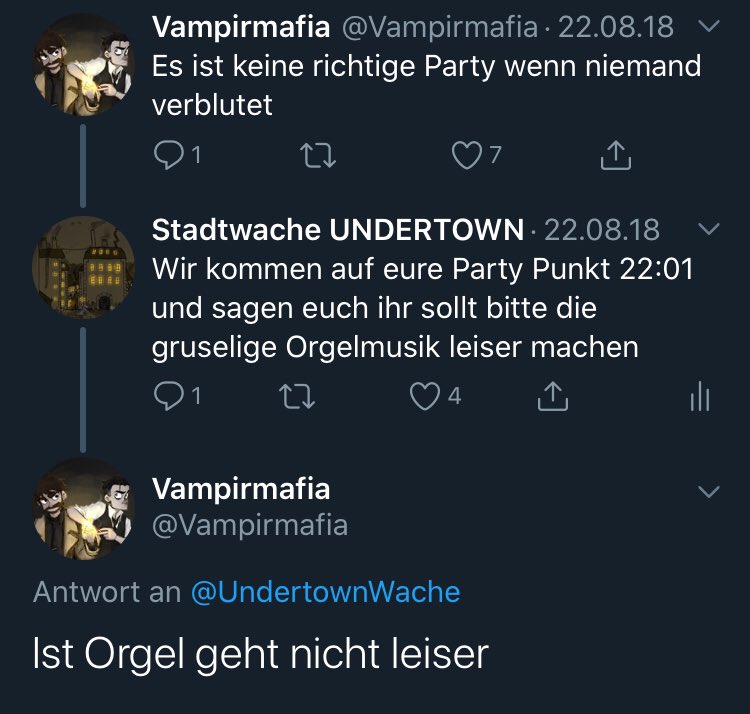 Vampirmafia @Vampirmafia · 22.08.18
Es ist keine richtige Party wenn niemand
verblutet
1 7
Stadtwache UNDERTOWN · 22.08.18
Wir kommen auf eure Party Punkt 22:01
und sagen euch ihr sollt bitte die
gruselige Orgelmusik leiser machen
1 4
Vampirmafia
@Vampirmafia
Antwort an @UndertownWache
Ist Orgel geht nicht leiser